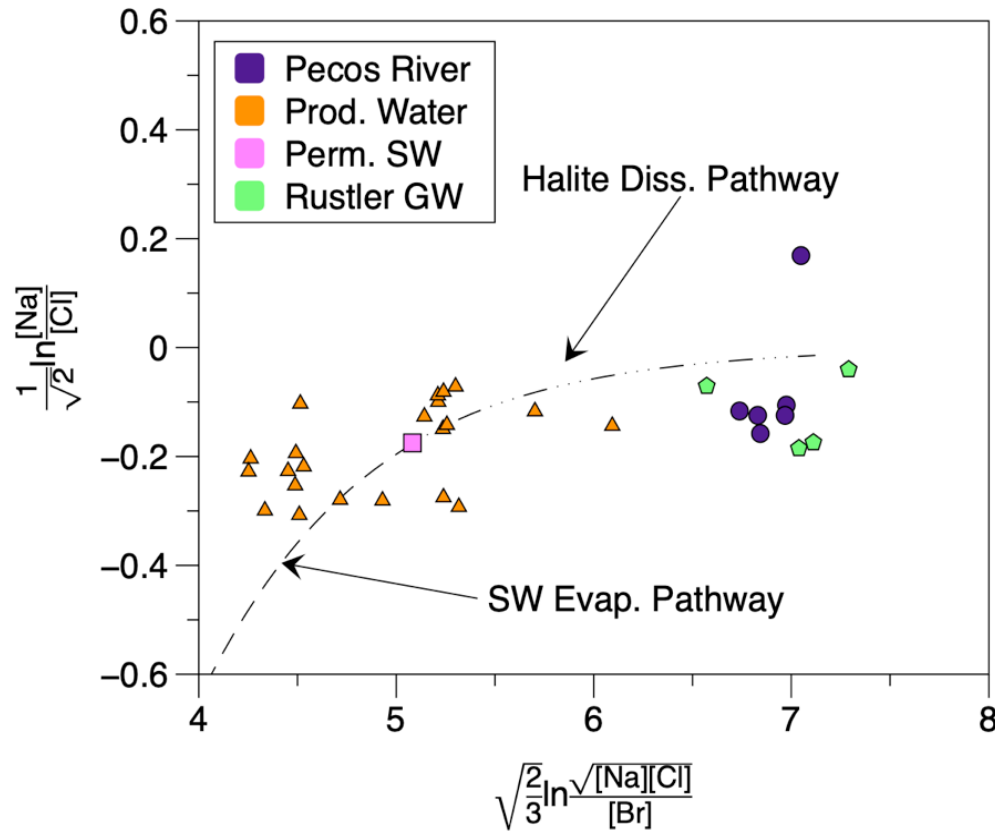 0.6
0.4
0.2
0
−0.2
−0.4
−0.6
Pecos River
Prod. Water
Perm. SW
Rustler GW
Halite Diss. Pathway
SW Evap. Pathway
4 5 6 7 8
1/√2 ln [Na]/[Cl]
√(2/3) ln √([Na][Cl])/[Br]